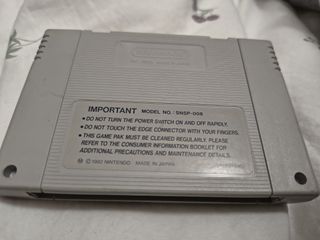 Nintendo
IMPORTANT MODEL NO. : SNSP-006
• DO NOT TURN THE POWER SWITCH ON AND OFF RAPIDLY.
• DO NOT TOUCH THE EDGE CONNECTOR WITH YOUR FINGERS.
• THIS GAME PAK MUST BE CLEANED REGULARLY. PLEASE
REFER TO THE CONSUMER INFORMATION BOOKLET FOR
ADDITIONAL PRECAUTIONS AND MAINTENANCE DETAILS.
© 1992 NINTENDO MADE IN JAPAN